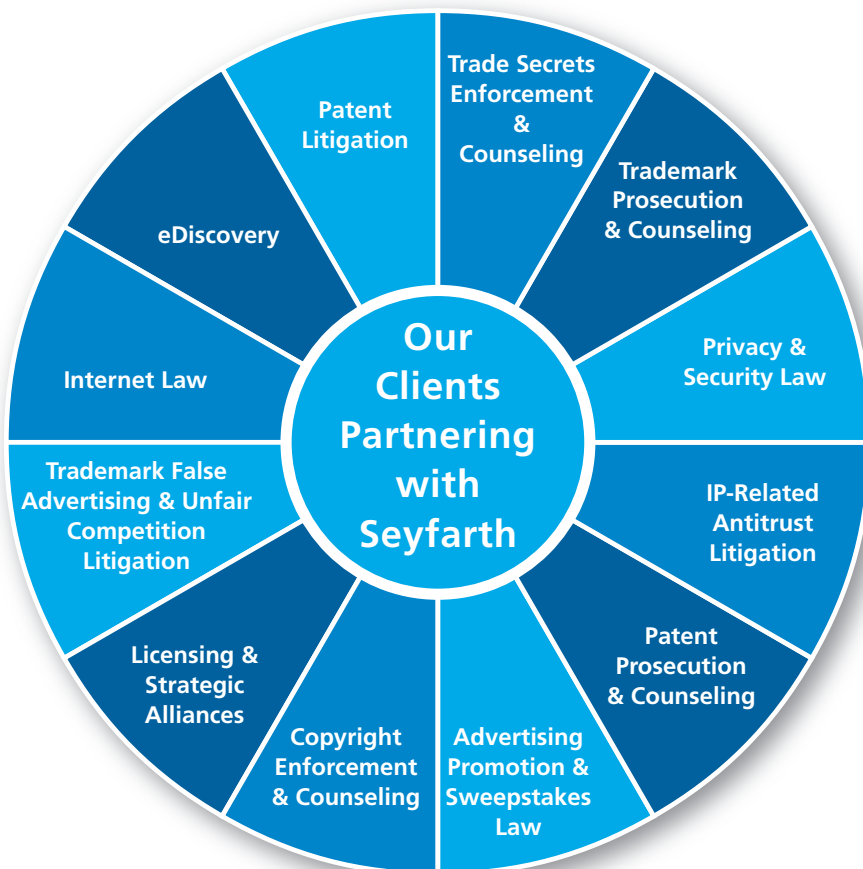 Our
Clients
Partnering
with
Seyfarth
Trade Secrets
Enforcement
&
Counseling
Trademark
Prosecution
& Counseling
Privacy &
Security Law
IP-Related
Antitrust
Litigation
Patent
Prosecution
& Counseling
Advertising
Promotion &
Sweepstakes
Law
Copyright
Enforcement
& Counseling
Licensing &
Strategic
Alliances
Trademark False
Advertising & Unfair
Competition
Litigation
Internet Law
eDiscovery
Patent
Litigation